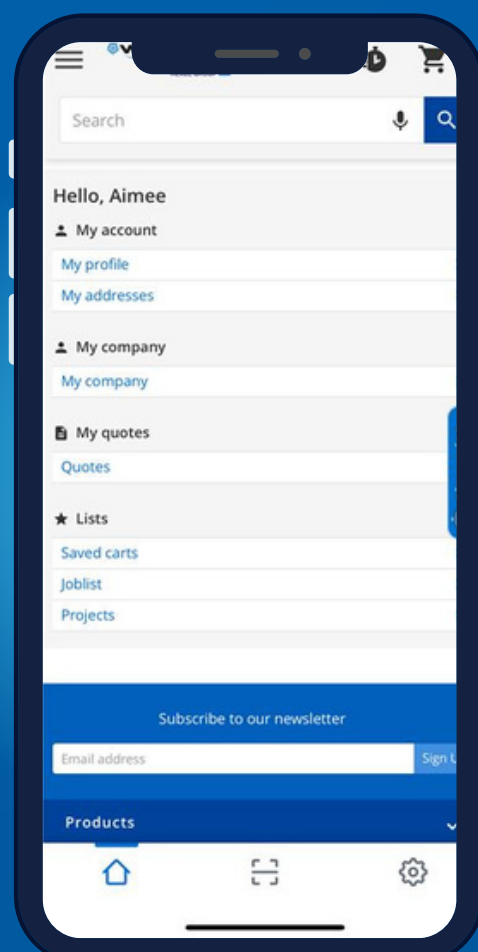 Search
Hello, Aimee
My account
My profile
My addresses
My company
My company
My quotes
Quotes
Lists
Saved carts
Joblist
Projects
Subscribe to our newsletter
Email address
Sign
Products